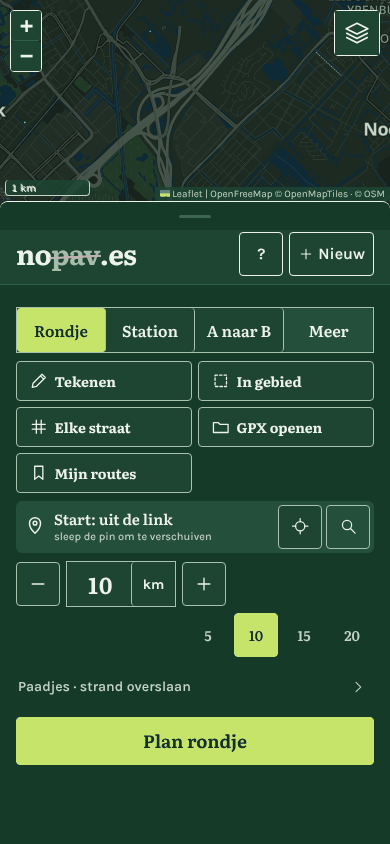 +
−
1 km
Leaflet | OpenFreeMap © OpenMapTiles · © OSM
nopav.es
?
+ Nieuw
Rondje
Station
A naar B
Meer
Tekenen
In gebied
Elke straat
GPX openen
Mijn routes
Start: uit de link
sleep de pin om te verschuiven
−
10
km
+
5
10
15
20
Paadjes · strand overslaan
Plan rondje